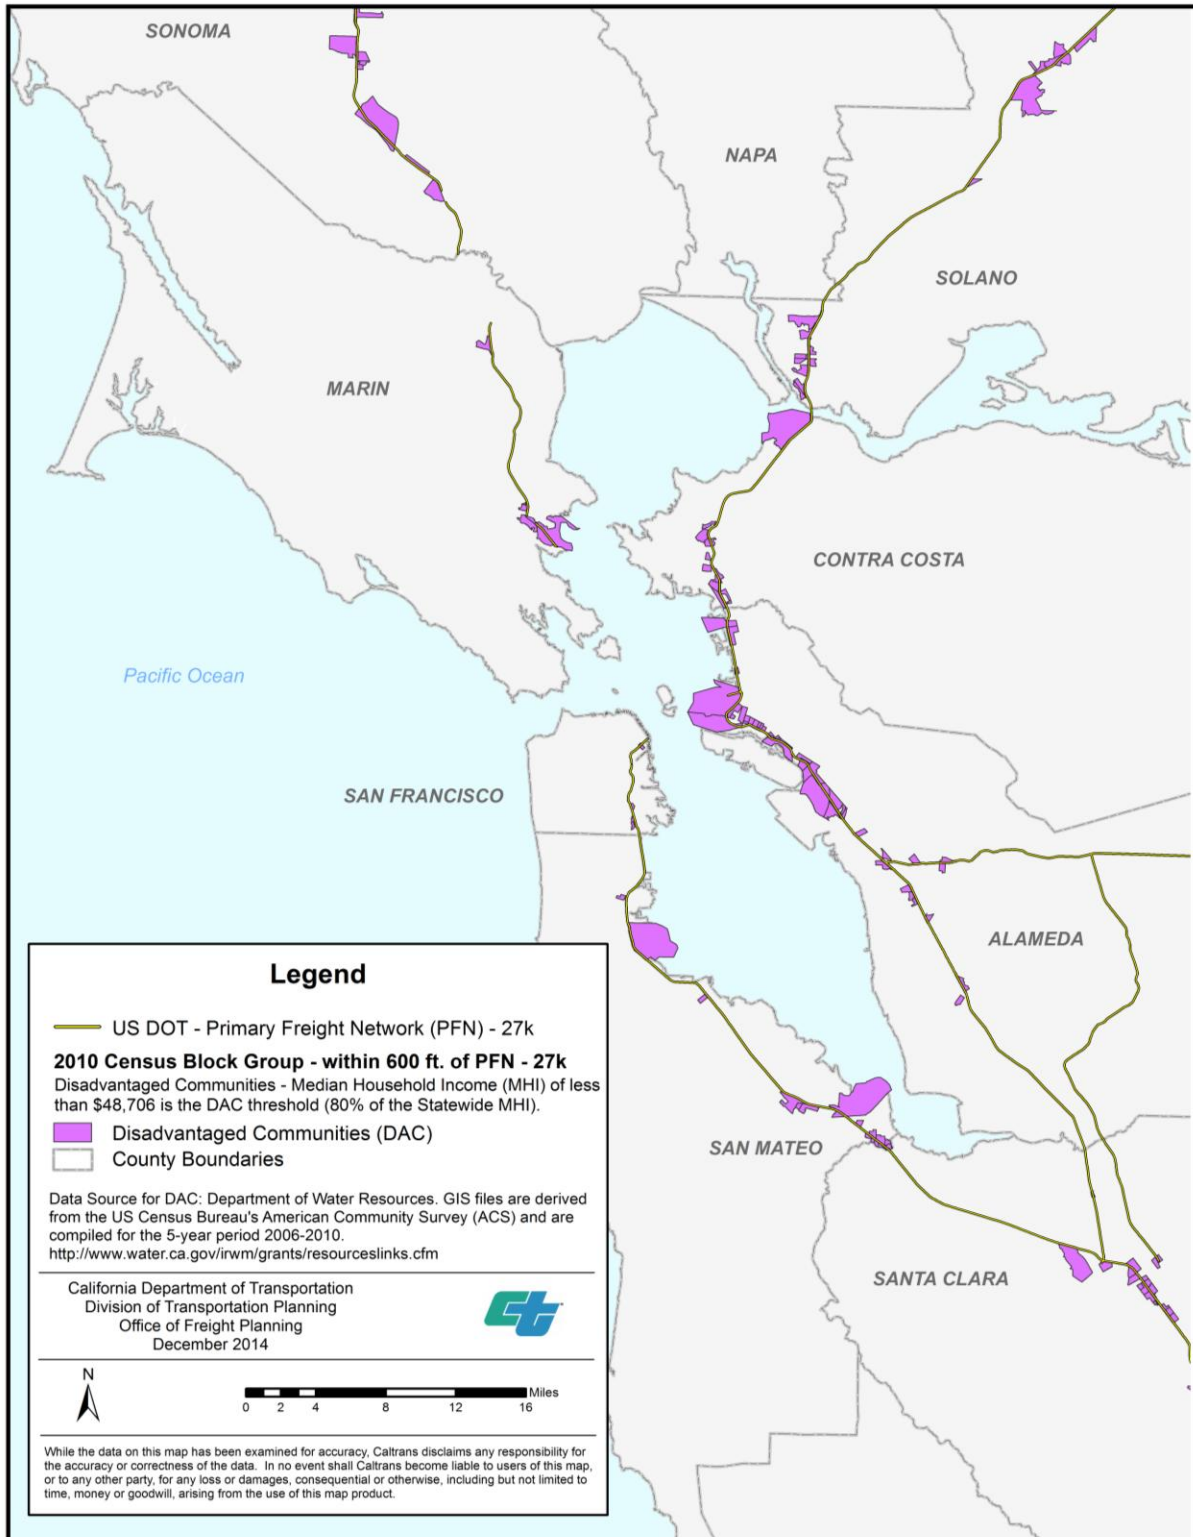 SONOMA
NAPA
SOLANO
MARIN
CONTRA COSTA
Pacific Ocean
SAN FRANCISCO
ALAMEDA
SAN MATEO
SANTA CLARA
Legend
US DOT - Primary Freight Network (PFN) - 27k
2010 Census Block Group - within 600 ft. of PFN - 27k
Disadvantaged Communities - Median Household Income (MHI) of less
than $48,706 is the DAC threshold (80% of the Statewide MHI).
Disadvantaged Communities (DAC)
County Boundaries
Data Source for DAC: Department of Water Resources. GIS files are derived
from the US Census Bureau's American Community Survey (ACS) and are
compiled for the 5-year period 2006-2010.
http://www.water.ca.gov/irwm/grants/resourceslinks.cfm
California Department of Transportation
Division of Transportation Planning
Office of Freight Planning
December 2014
ct
N
Miles
0 2 4 8 12 16
While the data on this map has been examined for accuracy, Caltrans disclaims any responsibility for
the accuracy or correctness of the data. In no event shall Caltrans become liable to users of this map,
or to any other party, for any loss or damages, consequential or otherwise, including but not limited to
time, money or goodwill, arising from the use of this map product.